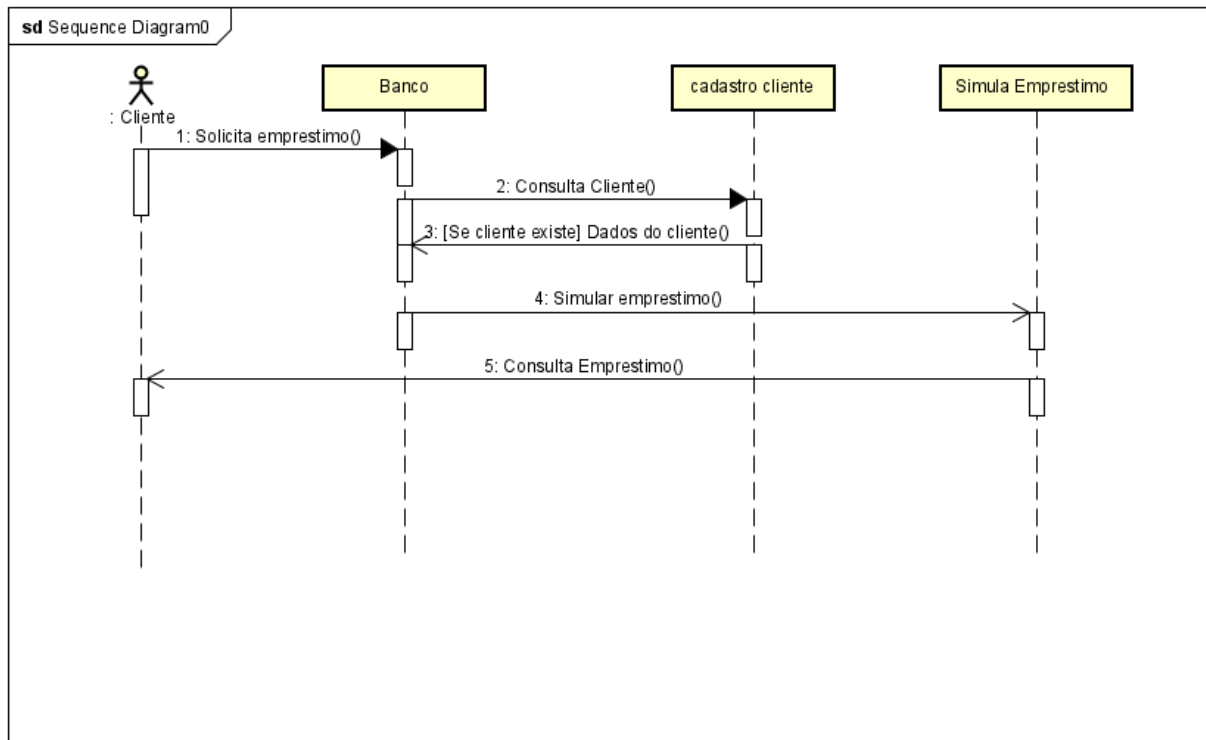 sd Sequence Diagram0
Banco
cadastro cliente
Simula Emprestimo
: Cliente
1: Solicita emprestimo()
2: Consulta Cliente()
3: [Se cliente existe] Dados do cliente()
4: Simular emprestimo()
5: Consulta Emprestimo()